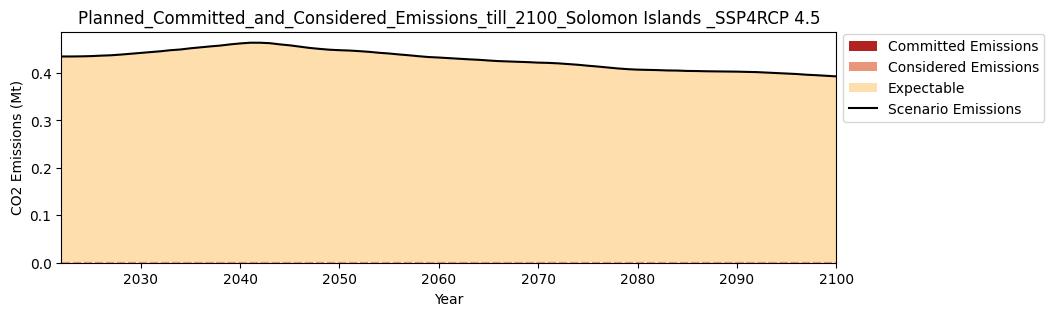 Planned_Committed_and_Considered_Emissions_till_2100_Solomon Islands _SSP4RCP 4.5
Committed Emissions
Considered Emissions
Expectable
Scenario Emissions
CO2 Emissions (Mt)
0.4
0.3
0.2
0.1
0.0
2030 2040 2050 2060 2070 2080 2090 2100
Year